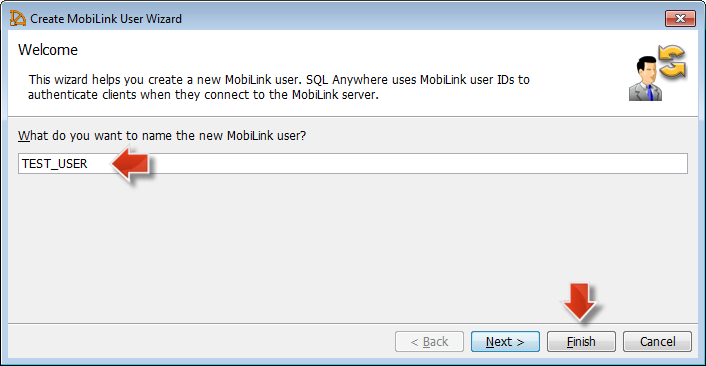 Create MobiLink User Wizard
Welcome
This wizard helps you create a new MobiLink user. SQL Anywhere uses MobiLink user IDs to
authenticate clients when they connect to the MobiLink server.
What do you want to name the new MobiLink user?
TEST_USER
< Back Next > Finish Cancel